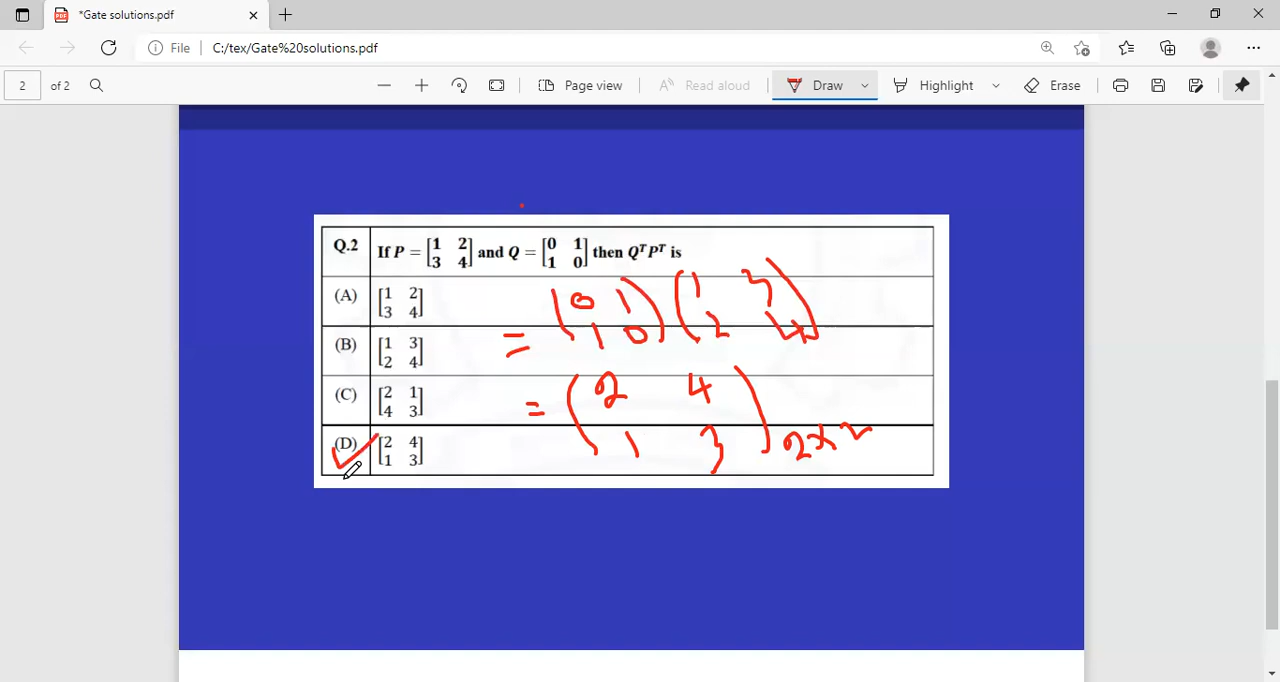 *Gate solutions.pdf
File C:/tex/Gate%20solutions.pdf
2 of 2 Page view Read aloud Draw Highlight Erase
Q.2 If P = [1 2 3 4] and Q = [0 1 1 0] then QᵀPᵀ is
(A) [1 2
3 4]
= (0 1
1 0) (1 3
2 4)
(B) [1 3
2 4]
(C) [2 1
4 3]
= (2 4
1 3) 2×2
(D) [2 4
1 3]